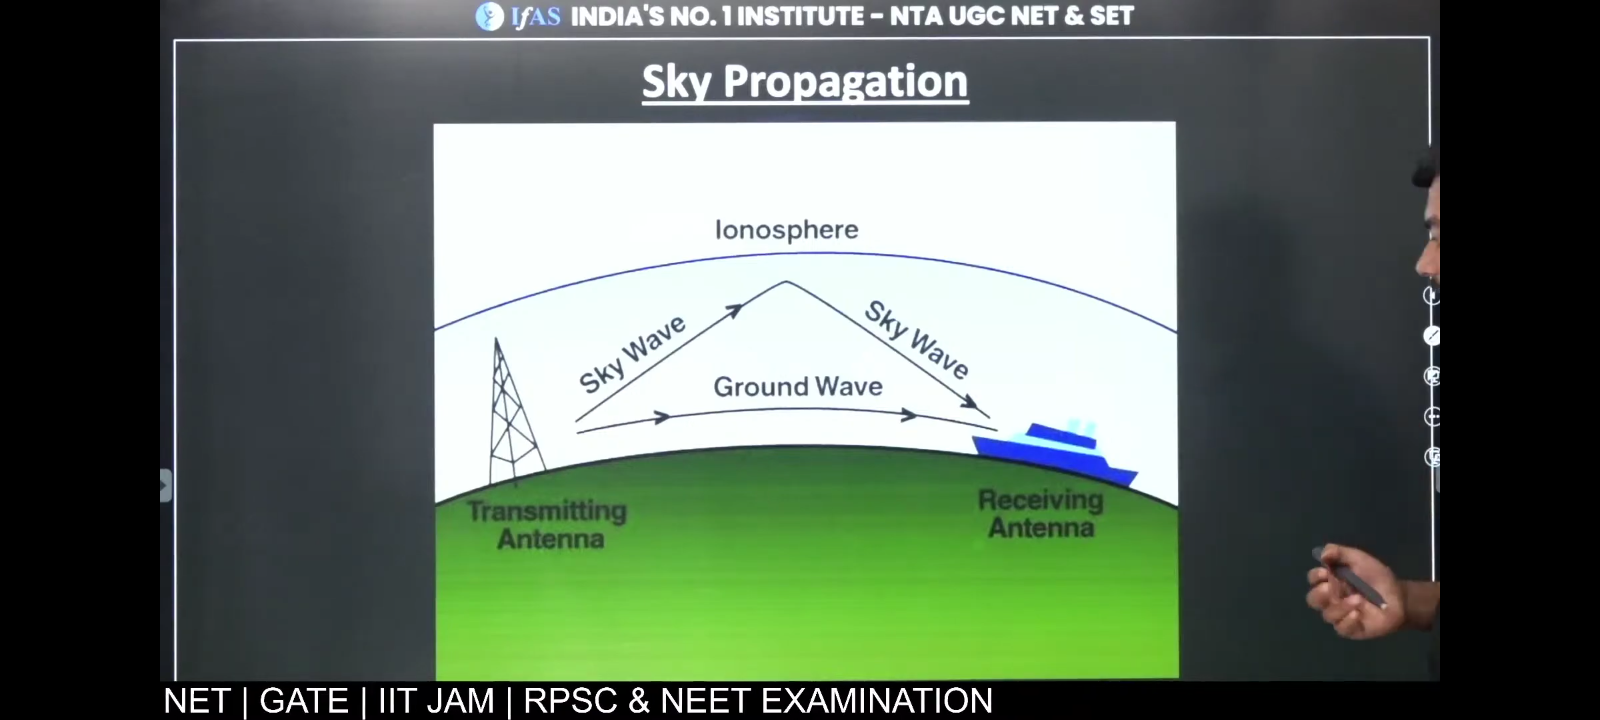 IfAS INDIA'S NO. 1 INSTITUTE - NTA UGC NET & SET
Sky Propagation
Ionosphere
Sky Wave
Sky Wave
Ground Wave
Transmitting
Antenna
Receiving
Antenna
NET | GATE | IIT JAM | RPSC & NEET EXAMINATION